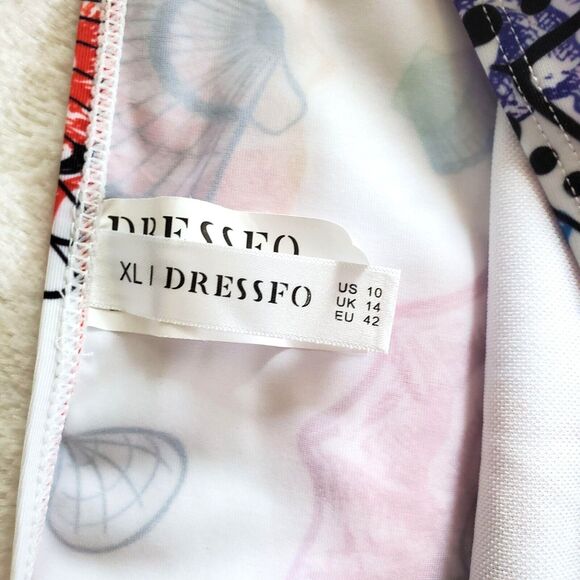 DRESSFO
XL | DRESSFO
US 10
UK 14
EU 42